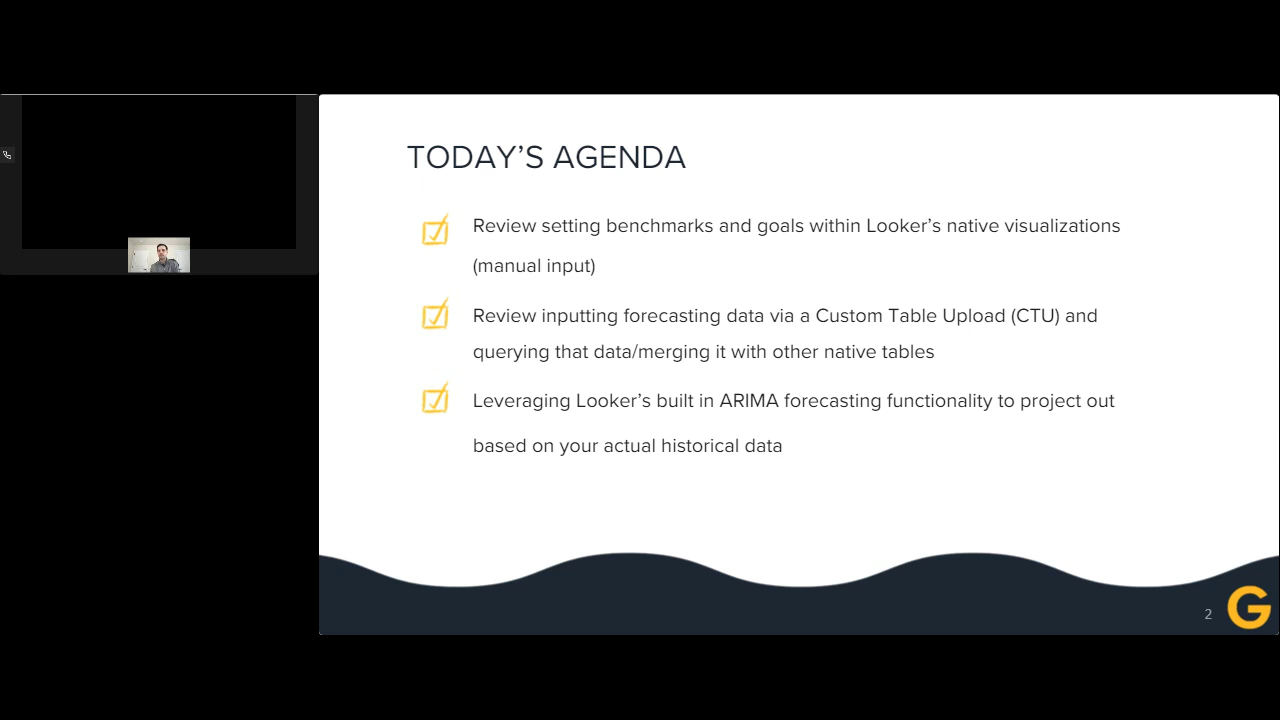 TODAY’S AGENDA
Review setting benchmarks and goals within Looker’s native visualizations
(manual input)
Review inputting forecasting data via a Custom Table Upload (CTU) and
querying that data/merging it with other native tables
Leveraging Looker’s built in ARIMA forecasting functionality to project out
based on your actual historical data
2
G